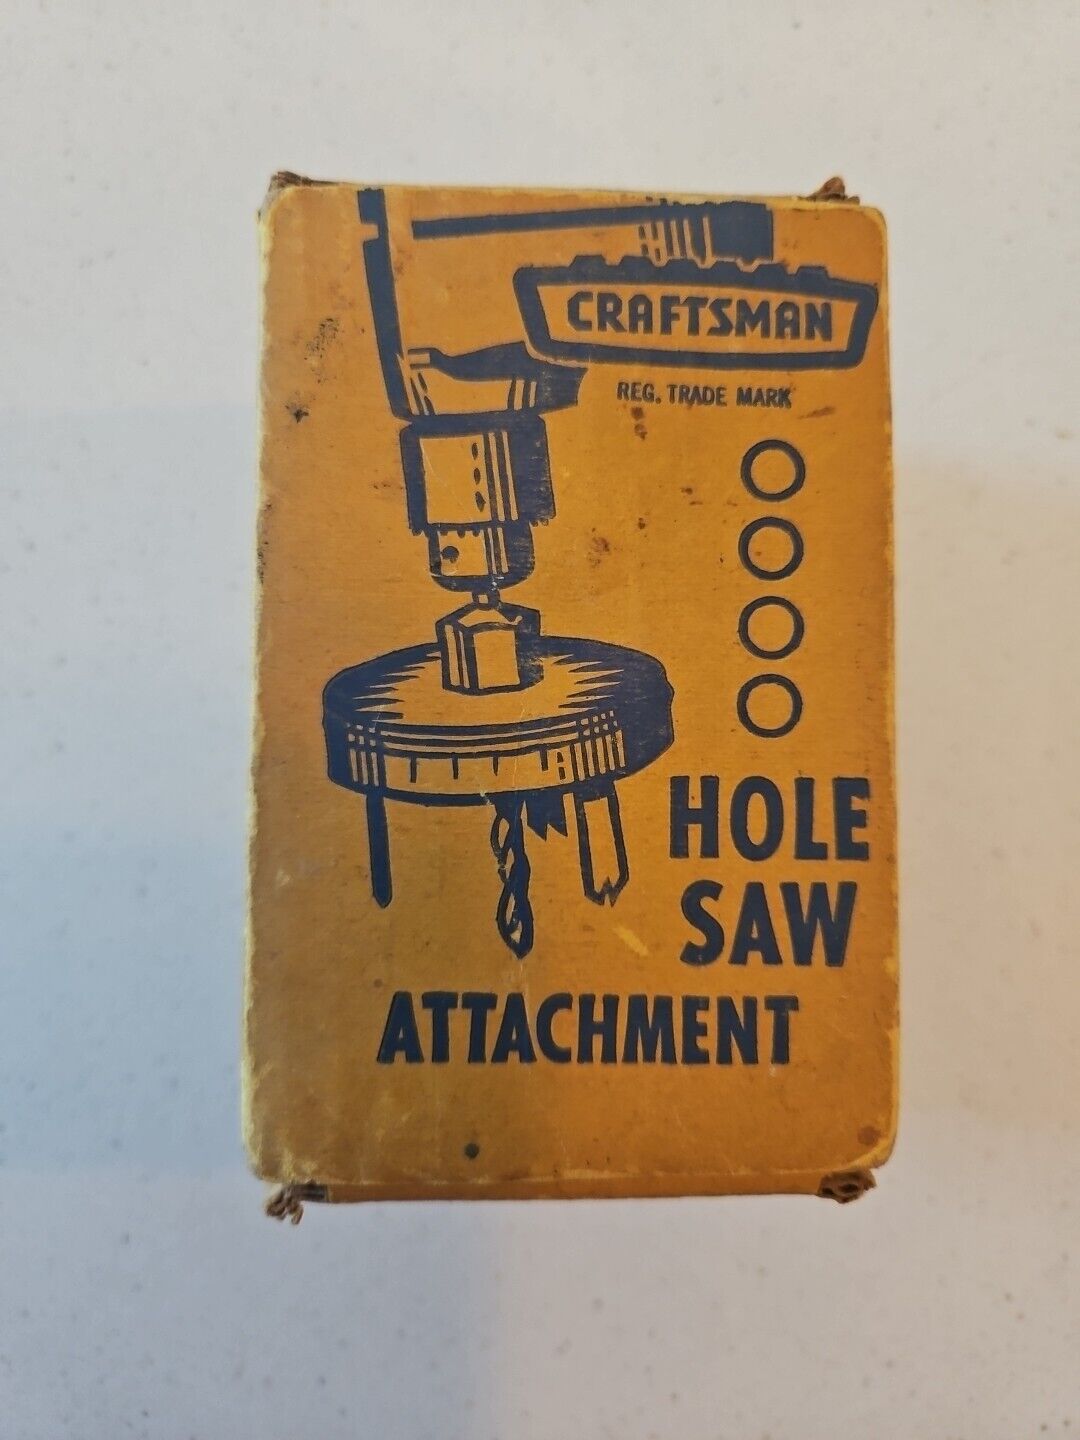 CRAFTSMAN
REG. TRADE MARK
HOLE
SAW
ATTACHMENT